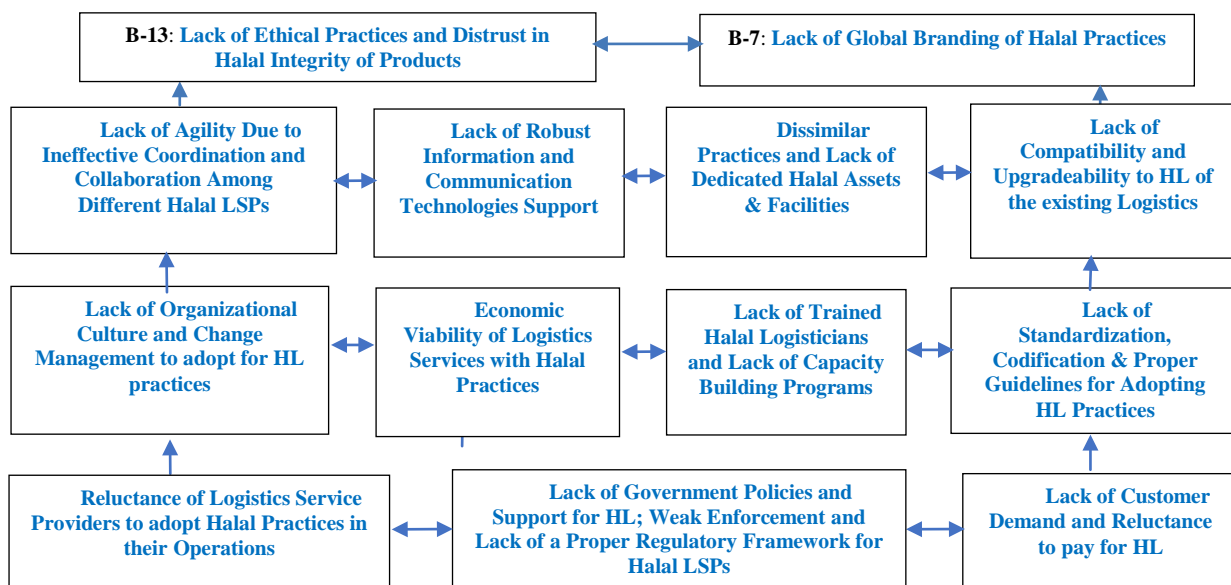 B-13: Lack of Ethical Practices and Distrust in
Halal Integrity of Products
B-7: Lack of Global Branding of Halal Practices
Lack of Agility Due to
Ineffective Coordination and
Collaboration Among
Different Halal LSPs
Lack of Robust
Information and
Communication
Technologies Support
Dissimilar
Practices and Lack of
Dedicated Halal Assets
& Facilities
Lack of
Compatibility and
Upgradeability to HL of
the existing Logistics
Lack of Organizational
Culture and Change
Management to adopt for HL
practices
Economic
Viability of Logistics
Services with Halal
Practices
Lack of Trained
Halal Logisticians
and Lack of Capacity
Building Programs
Lack of
Standardization,
Codification & Proper
Guidelines for Adopting
HL Practices
Reluctance of Logistics Service
Providers to adopt Halal Practices in
their Operations
Lack of Government Policies and
Support for HL; Weak Enforcement and
Lack of a Proper Regulatory Framework for
Halal LSPs
Lack of Customer
Demand and Reluctance
to pay for HL